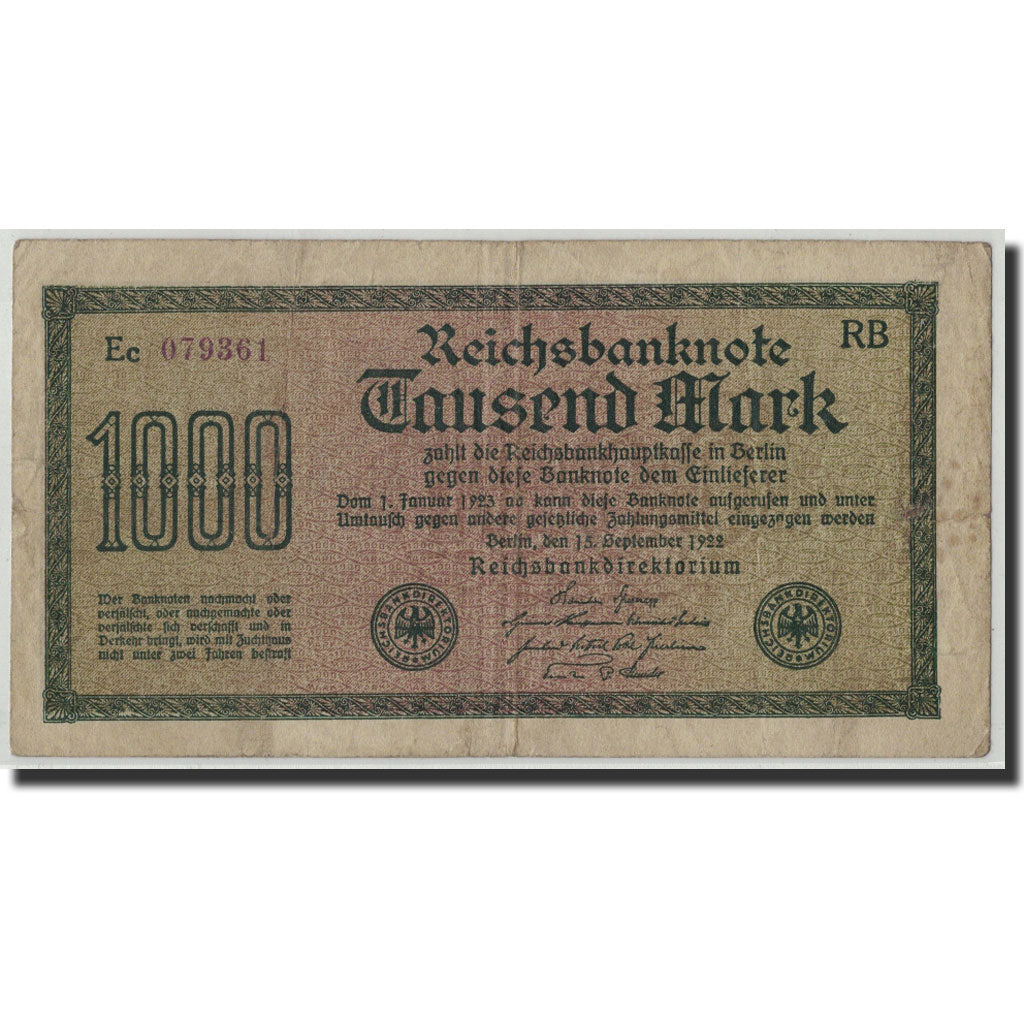 Ec 079361
RB
Reichsbanknote
Tausend Mark
1000
zahlt die Reichsbankhauptkasse in Berlin
gegen diese Banknote dem Einlieferer
Dom 1. Januar 1923 ab kann diese Banknote aufgerufen und unter
Umtausch gegen andere gesetzliche Zahlungsmittel eingezogen werden
Berlin, den 15. September 1922
Reichsbankdirektorium
Wer Banknoten nachmacht oder
verfälscht, oder nachgemachte oder
verfälschte sich verschafft und in
Verkehr bringt, wird mit Zuchthaus
nicht unter zwei Jahren bestraft
REICHSBANKDIREKTORIUM
REICHSBANKDIREKTORIUM